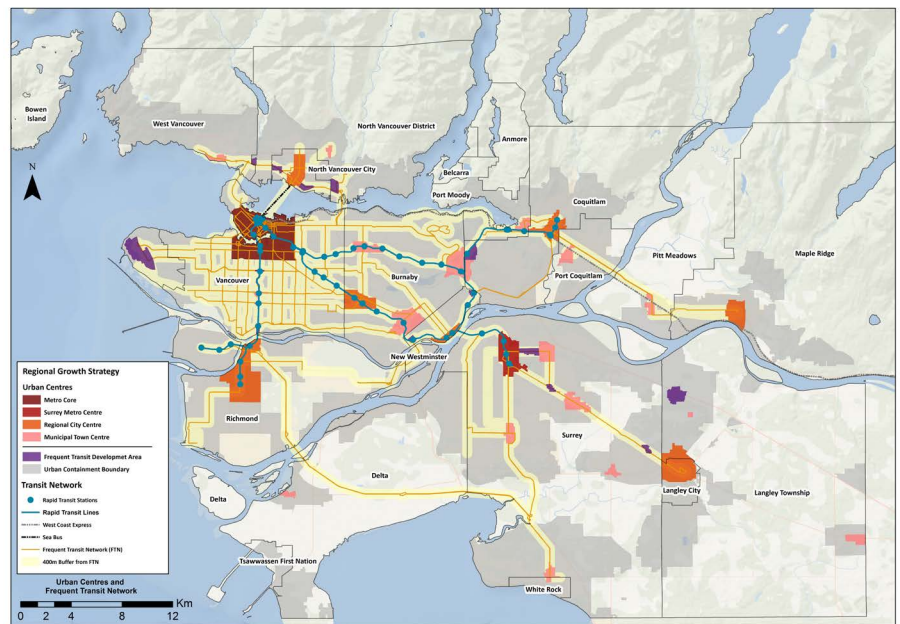 Bowen
Island
West Vancouver
North Vancouver District
Anmore
North Vancouver City
Belcarra
Port Moody
Coquitlam
N
Pitt Meadows
Maple Ridge
Burnaby
Port Coquitlam
Vancouver
New Westminster
Richmond
Surrey
Delta
Delta
Langley City
Langley Township
Tsawwassen First Nation
White Rock
Regional Growth Strategy
Urban Centres
Metro Core
Surrey Metro Centre
Regional City Centre
Municipal Town Centre
Frequent Transit Developmet Area
Urban Containment Boundary
Transit Network
Rapid Transit Stations
Rapid Transit Lines
West Coast Express
Sea Bus
Frequent Transit Network (FTN)
400m Buffer from FTN
Urban Centres and
Frequent Transit Network
Km
0 2 4 8 12